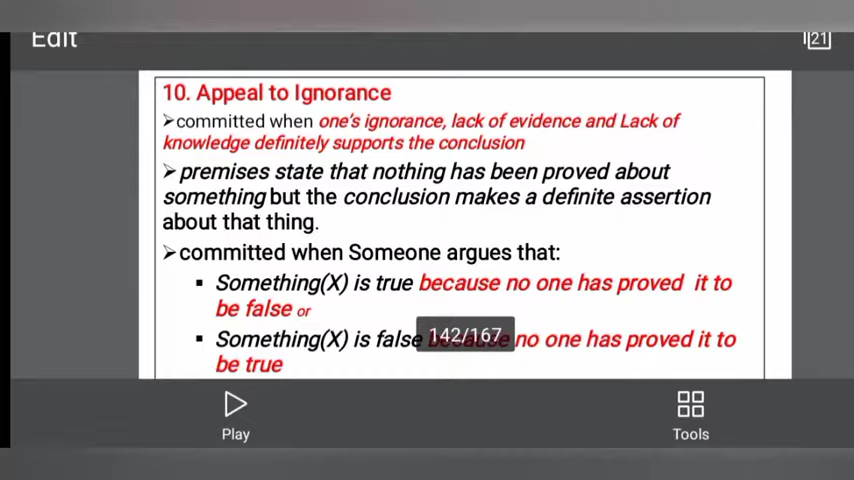 Edit
21
10. Appeal to Ignorance
➢committed when one's ignorance, lack of evidence and Lack of
knowledge definitely supports the conclusion
➢premises state that nothing has been proved about
something but the conclusion makes a definite assertion
about that thing.
➢committed when Someone argues that:
▪ Something(X) is true because no one has proved it to
be false or
▪ Something(X) is false because no one has proved it to
be true
142/167
Play
Tools